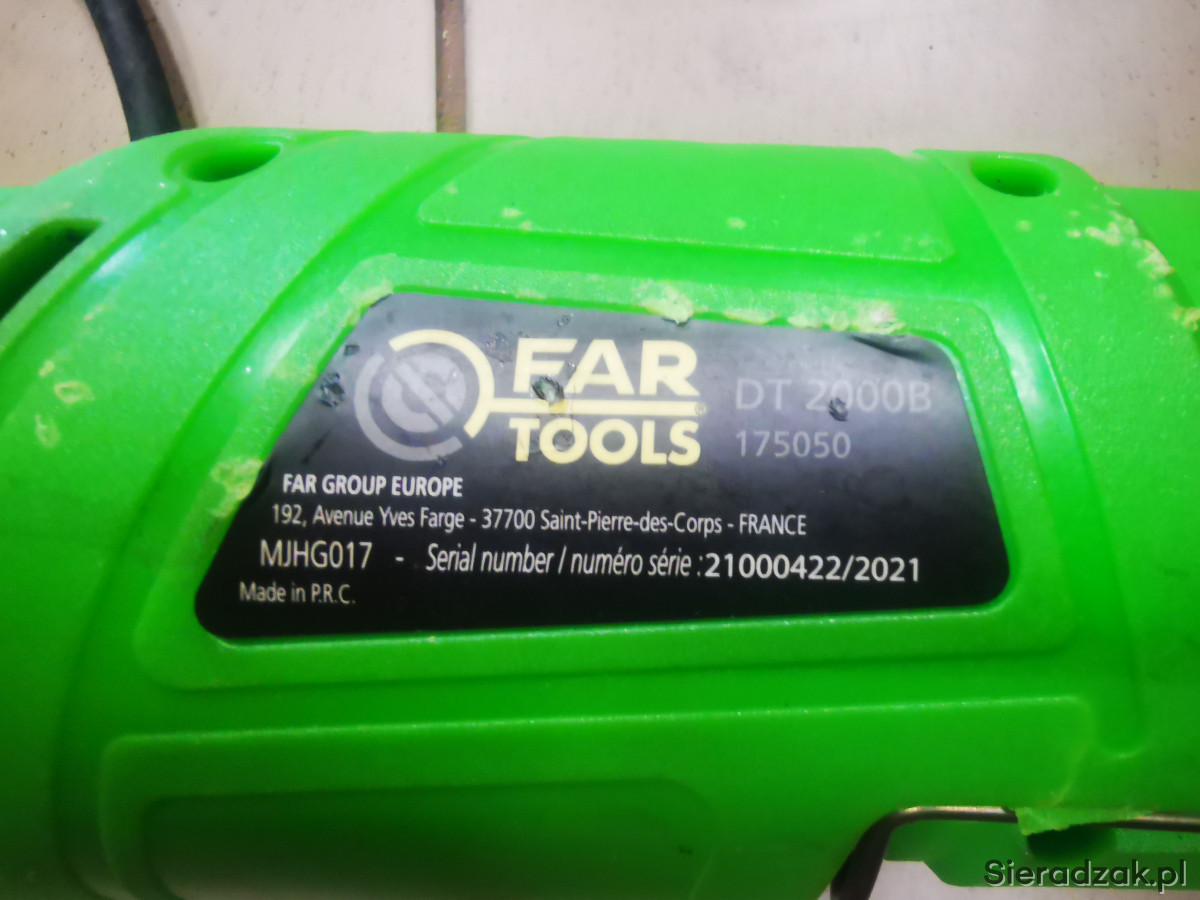 FAR
TOOLS
®
DT 2000B
175050
FAR GROUP EUROPE
192, Avenue Yves Farge - 37700 Saint-Pierre-des-Corps - FRANCE
MJHG017 - Serial number / numéro série : 21000422/2021
Made in P.R.C.
Sieradzak.pl